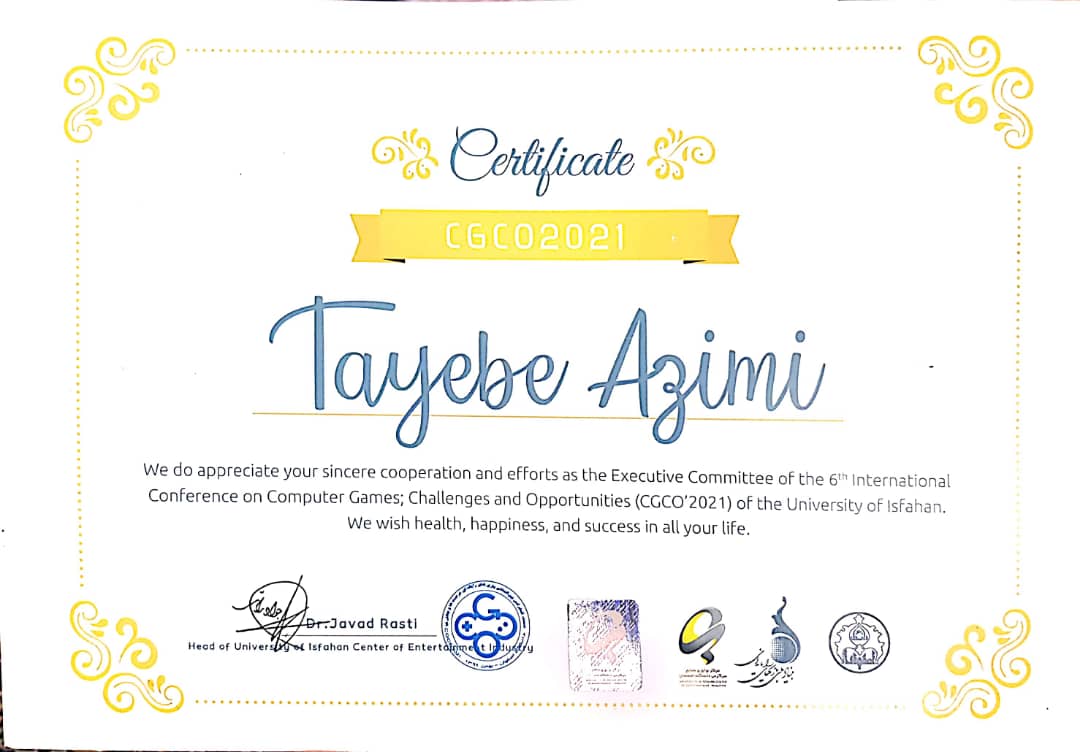 Certificate
CGCO2021
Tayebe Azimi
We do appreciate your sincere cooperation and efforts as the Executive Committee of the 6th International
Conference on Computer Games; Challenges and Opportunities (CGCO'2021) of the University of Isfahan.
We wish health, happiness, and success in all your life.
Dr.Javad Rasti
Head of University of Isfahan Center of Entertainment Industry